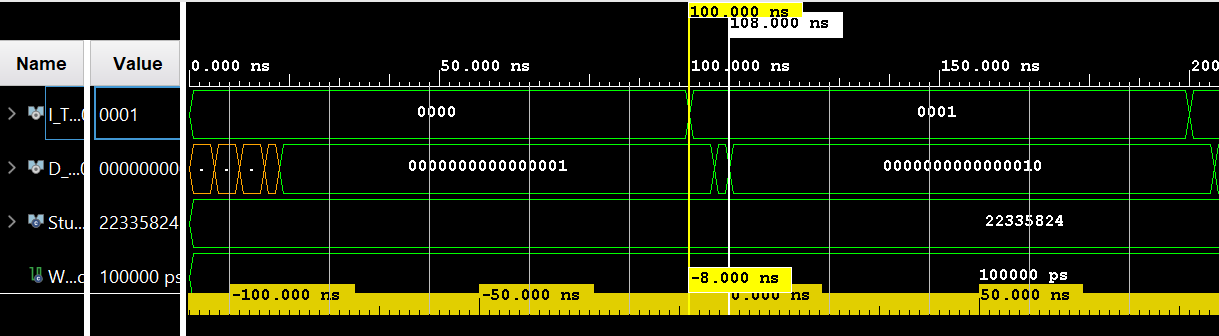 100.000 ns
108.000 ns
Name Value
0.000 ns 50.000 ns 100.000 ns 150.000 ns 200
I_T...0 0001 0000 0001
D_...0 00000000 . . . 0000000000000001 0000000000000010
Stu... 22335824 22335824
W...c 100000 ps 100000 ps
-8.000 ns
-100.000 ns -50.000 ns 0.000 ns 50.000 ns